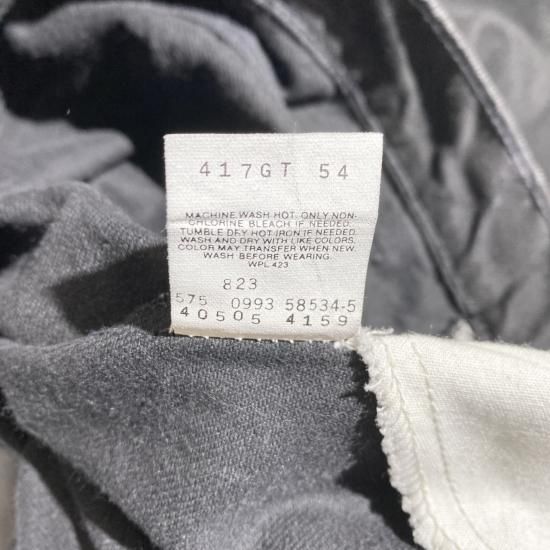 417GT 54
MACHINE WASH HOT. ONLY NON-
CHLORINE BLEACH IF NEEDED.
TUMBLE DRY HOT IRON IF NEEDED.
WASH AND DRY WITH LIKE COLORS.
COLOR MAY TRANSFER WHEN NEW.
WASH BEFORE WEARING.
WPL 423
823
575 0993 58534-5
40505 4159